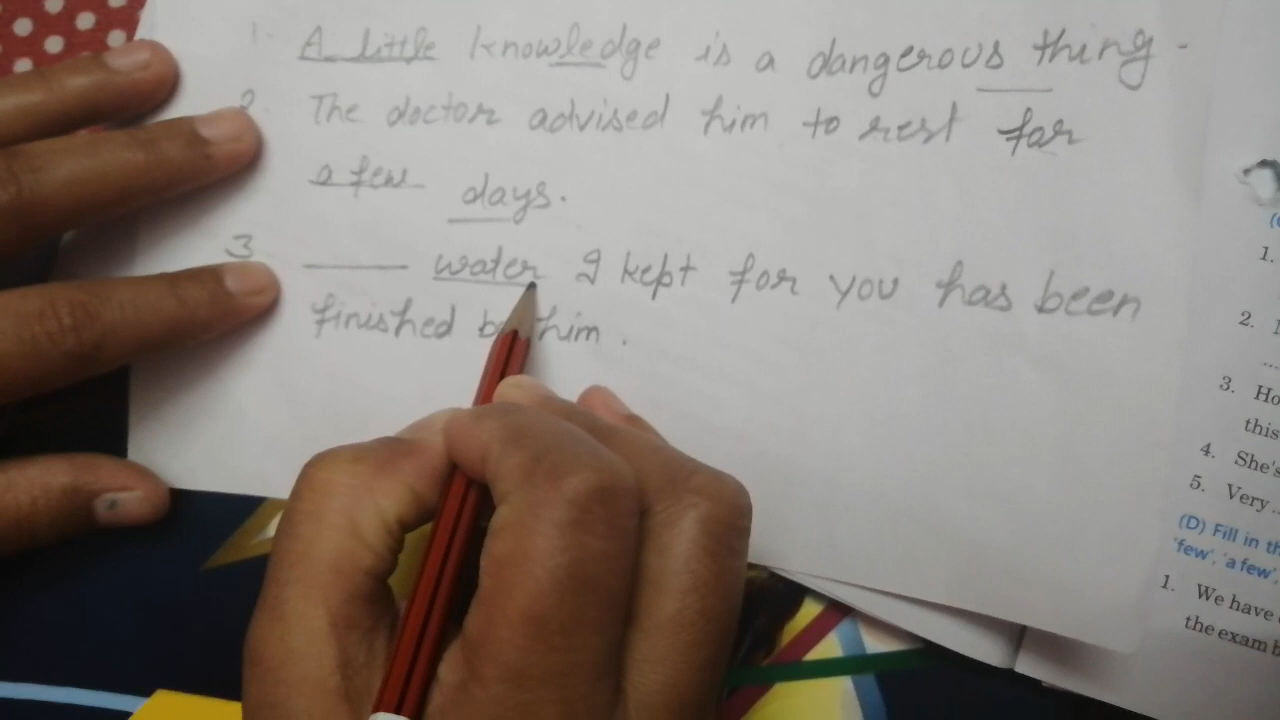 1. A little knowledge is a dangerous thing.
2. The doctor advised him to rest for
a few days.
3 ______ water I kept for you has been
finished by him.
1.
2.
3. Ho
this
4. She's
5. Very ..
(D) Fill in th
'few', 'a few',
1. We have
the exam b